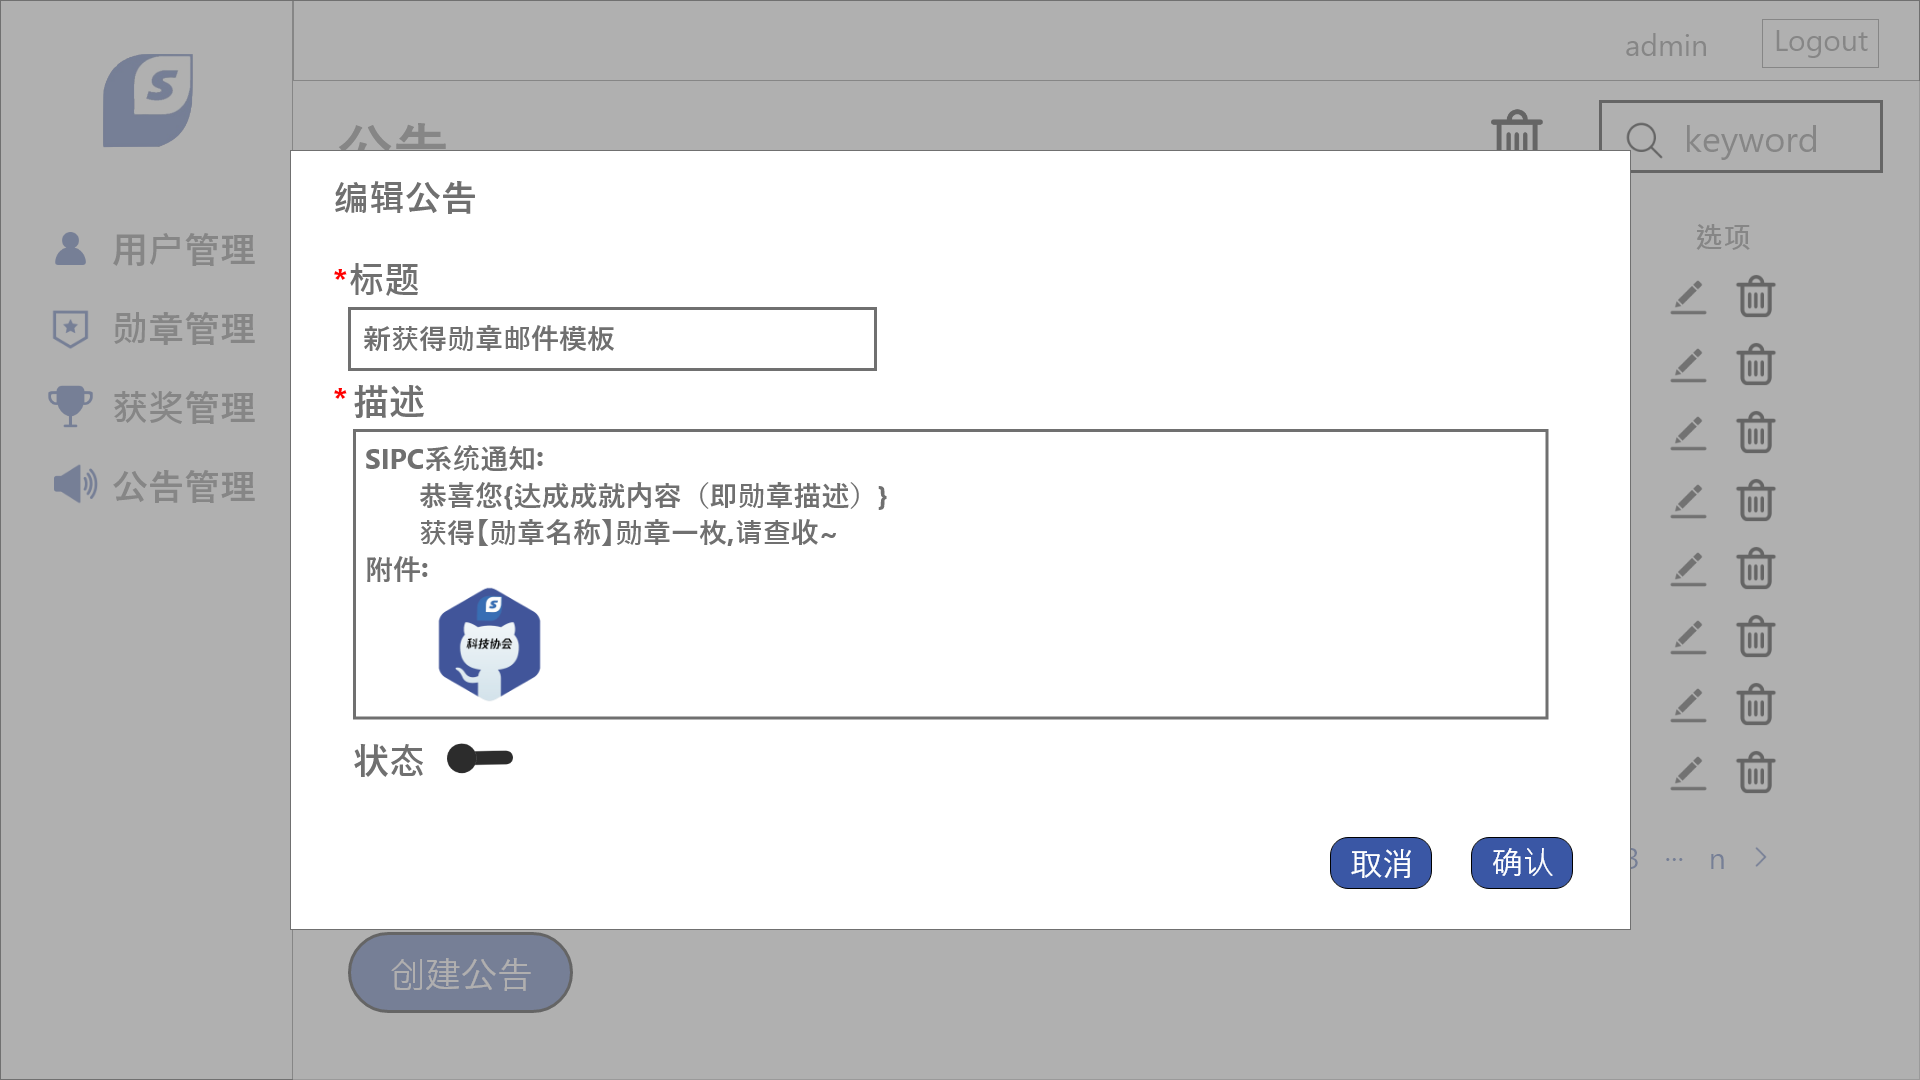 S
admin
Logout
公告
keyword
用户管理
勋章管理
获奖管理
公告管理
编辑公告
*标题
新获得勋章邮件模板
* 描述
SIPC系统通知:
恭喜您{达成成就内容（即勋章描述）}
获得【勋章名称】勋章一枚,请查收~
附件:
S
科技协会
状态
取消
确认
选项
... n >
创建公告